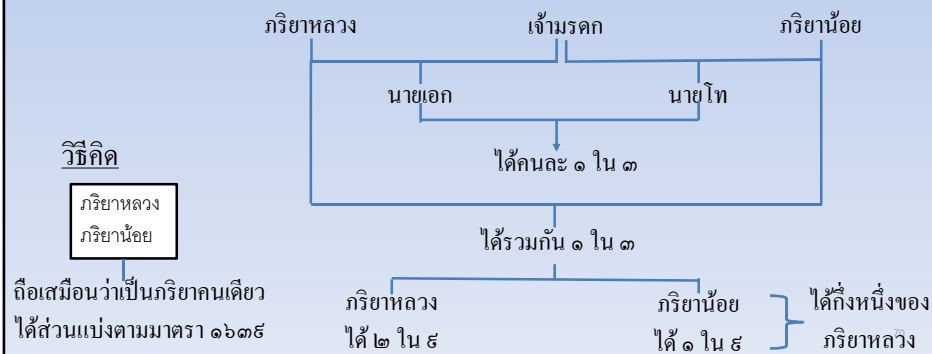 ภริยาหลวง เจ้ามรดก ภริยาน้อย
นายเอก นายโท
ได้คนละ ๑ ใน ๓
วิธีคิด
ภริยาหลวง
ภริยาน้อย
ได้รวมกัน ๑ ใน ๓
ถือเสมือนว่าเป็นภริยาคนเดียว
ได้ส่วนแบ่งตามมาตรา ๑๖๓๕
ภริยาหลวง
ได้ ๒ ใน ๙
ภริยาน้อย
ได้ ๑ ใน ๙
ได้กึ่งหนึ่งของ
ภริยาหลวง
70